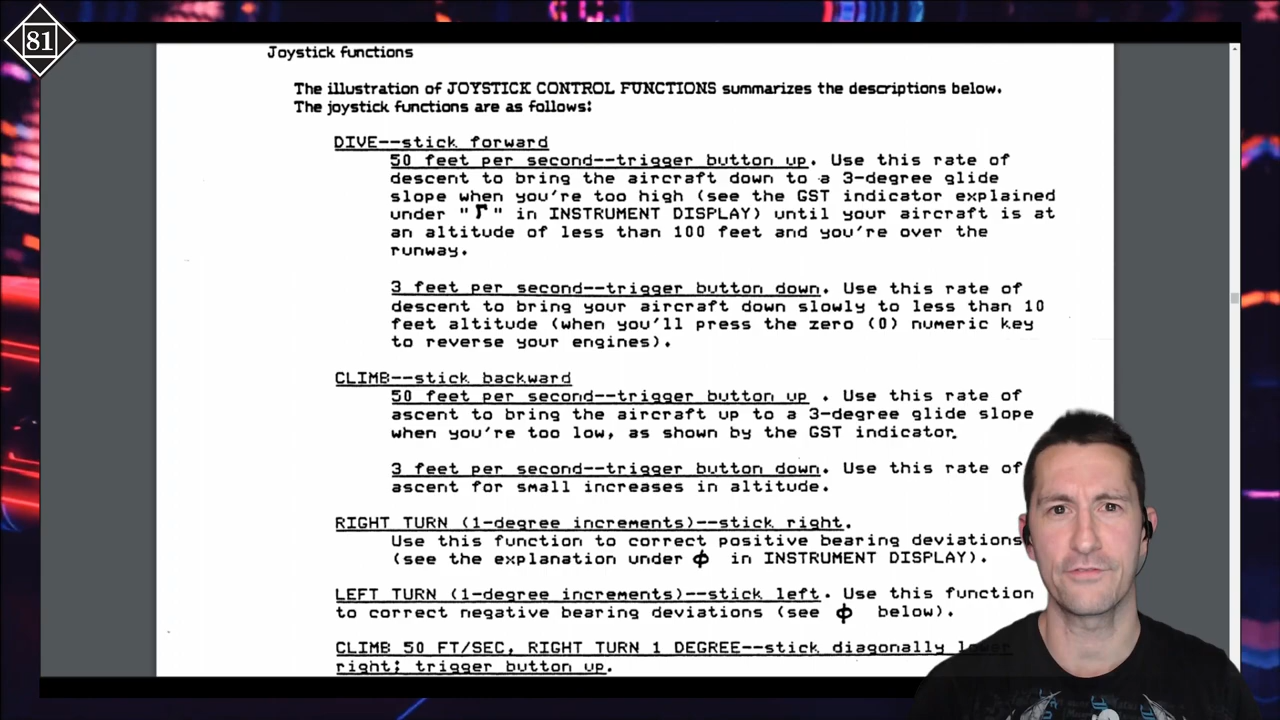 81
Joystick functions
The illustration of JOYSTICK CONTROL FUNCTIONS summarizes the descriptions below.
The joystick functions are as follows:
DIVE--stick forward
50 feet per second--trigger button up. Use this rate of
descent to bring the aircraft down to a 3-degree glide
slope when you're too high (see the GST indicator explained
under "Γ" in INSTRUMENT DISPLAY) until your aircraft is at
an altitude of less than 100 feet and you're over the
runway.
3 feet per second--trigger button down. Use this rate of
descent to bring your aircraft down slowly to less than 10
feet altitude (when you'll press the zero (0) numeric key
to reverse your engines).
CLIMB--stick backward
50 feet per second--trigger button up . Use this rate of
ascent to bring the aircraft up to a 3-degree glide slope
when you're too low, as shown by the GST indicator.
3 feet per second--trigger button down. Use this rate of
ascent for small increases in altitude.
RIGHT TURN (1-degree increments)--stick right.
Use this function to correct positive bearing deviations
(see the explanation under ϕ in INSTRUMENT DISPLAY).
LEFT TURN (1-degree increments)--stick left. Use this function
to correct negative bearing deviations (see ϕ below).
CLIMB 50 FT/SEC, RIGHT TURN 1 DEGREE--stick diagonally lower
right; trigger button up.